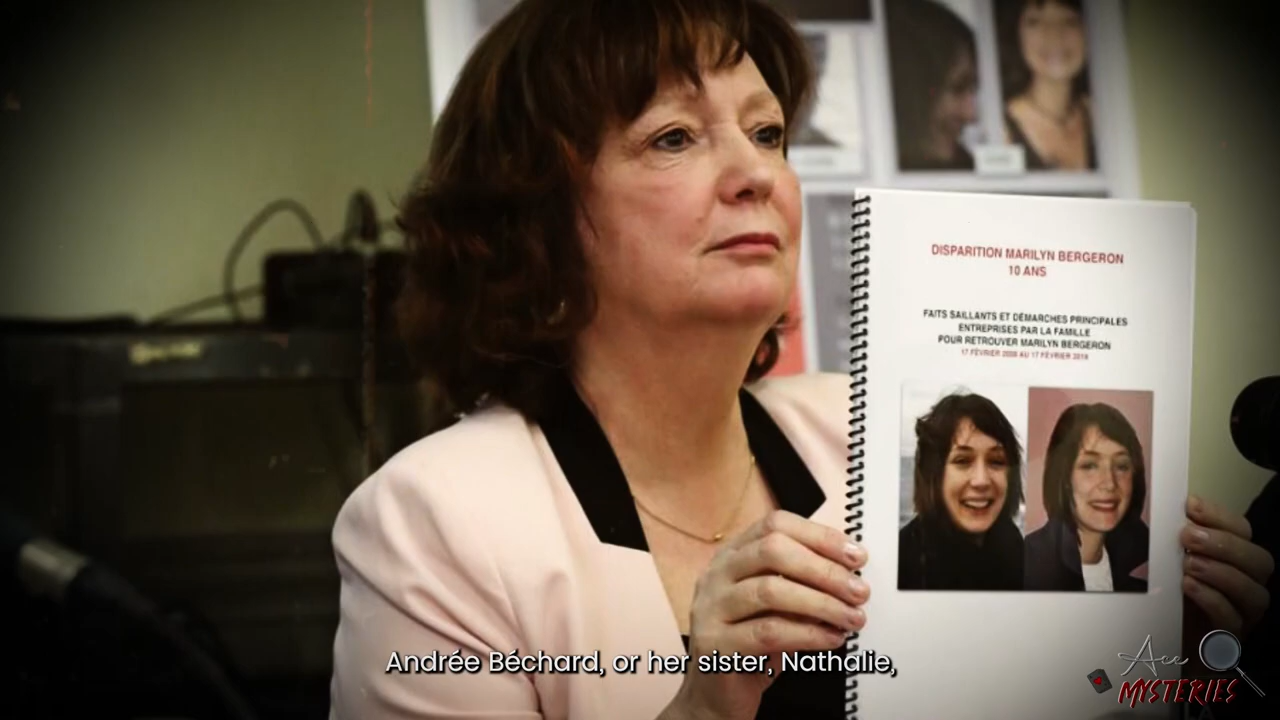 DISPARITION MARILYN BERGERON
10 ANS
FAITS SAILLANTS ET DÉMARCHES PRINCIPALES
ENTREPRISES PAR LA FAMILLE
POUR RETROUVER MARILYN BERGERON
17 FÉVRIER 2008 AU 17 FÉVRIER 2018
Andrée Béchard, or her sister, Nathalie,
Ace
MYSTERIES